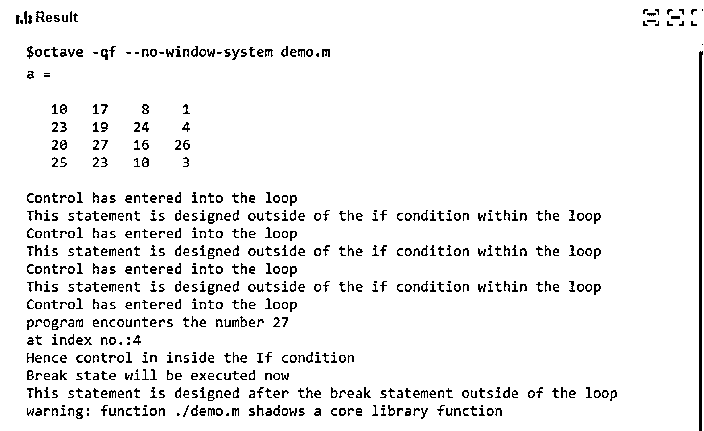 Result
$octave -qf --no-window-system demo.m
a =
10 17 8 1
23 19 24 4
20 27 16 26
25 23 10 3
Control has entered into the loop
This statement is designed outside of the if condition within the loop
Control has entered into the loop
This statement is designed outside of the if condition within the loop
Control has entered into the loop
This statement is designed outside of the if condition within the loop
Control has entered into the loop
program encounters the number 27
at index no.:4
Hence control in inside the If condition
Break state will be executed now
This statement is designed after the break statement outside of the loop
warning: function ./demo.m shadows a core library function